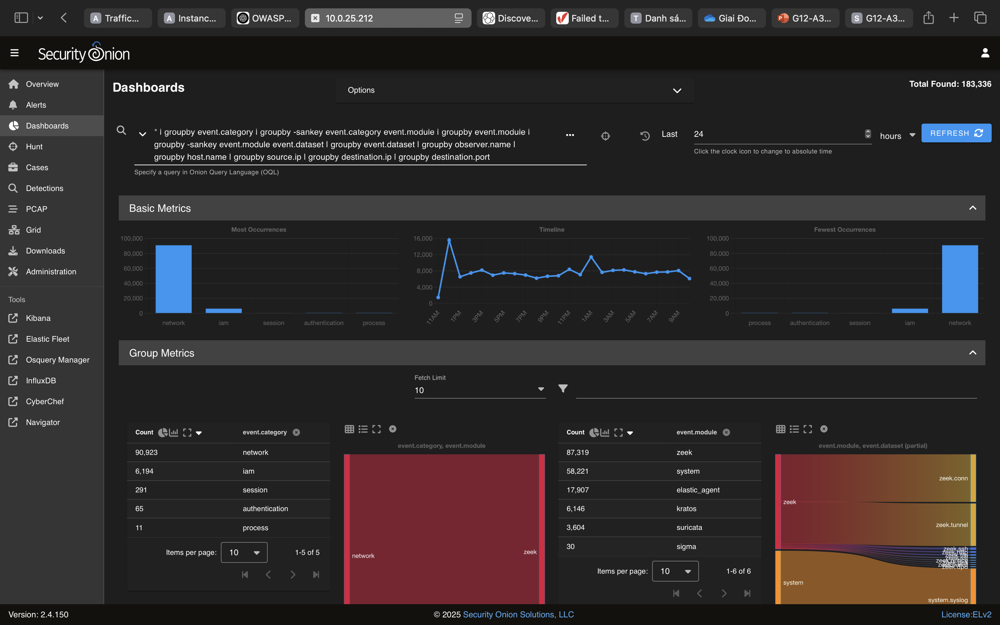 Traffic...
Instanc...
OWASP...
10.0.25.212
Discove...
Failed t...
Danh sá...
Giai Đo...
G12-A3...
G12-A3...
Security Onion
Overview
Alerts
Dashboards
Hunt
Cases
Detections
PCAP
Grid
Downloads
Administration
Tools
Kibana
Elastic Fleet
Osquery Manager
InfluxDB
CyberChef
Navigator
Dashboards
Options
Total Found: 183,336
* | groupby event.category | groupby -sankey event.category event.module | groupby event.module |
groupby -sankey event.module event.dataset | groupby event.dataset | groupby observer.name |
groupby host.name | groupby source.ip | groupby destination.ip | groupby destination.port
Specify a query in Onion Query Language (OQL)
Last
24
hours
REFRESH
Click the clock icon to change to absolute time
Basic Metrics
Most Occurrences
100,000
80,000
60,000
40,000
20,000
0
network
iam
session
authentication
process
Timeline
16,000
12,000
8,000
4,000
0
11AM
1PM
3PM
5PM
7PM
9PM
11PM
1AM
3AM
5AM
7AM
9AM
Fewest Occurrences
100,000
80,000
60,000
40,000
20,000
0
process
authentication
session
iam
network
Group Metrics
Fetch Limit
10
Count event.category
90,923 network
6,194 iam
291 session
65 authentication
11 process
Items per page: 10 1-5 of 5
event.category, event.module
network
zeek
Count event.module
87,319 zeek
58,221 system
17,907 elastic_agent
6,146 kratos
3,604 suricata
30 sigma
Items per page: 10 1-6 of 6
event.module, event.dataset (partial)
zeek
zeek.conn
zeek.tunnel
zeek.ssh
zeek.http
zeek.ssl
zeek.notice
zeek.dpd
system
system.syslog
Version: 2.4.150
© 2025 Security Onion Solutions, LLC
License:ELv2